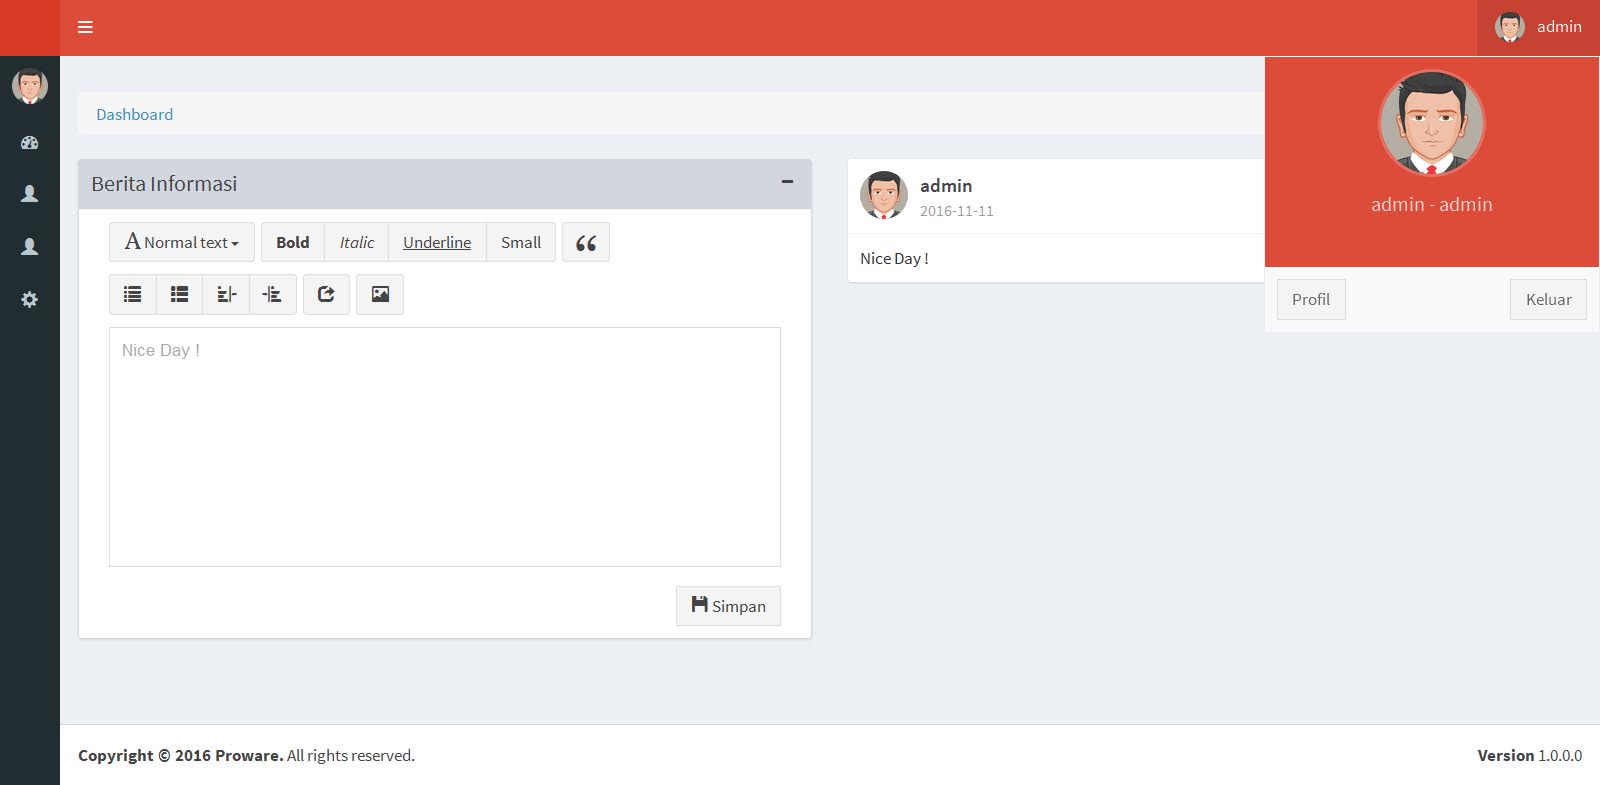 admin
Dashboard
Berita Informasi
A Normal text
Bold
Italic
Underline
Small
Nice Day !
Simpan
admin
2016-11-11
Nice Day !
admin - admin
Profil
Keluar
Copyright © 2016 Proware. All rights reserved.
Version 1.0.0.0